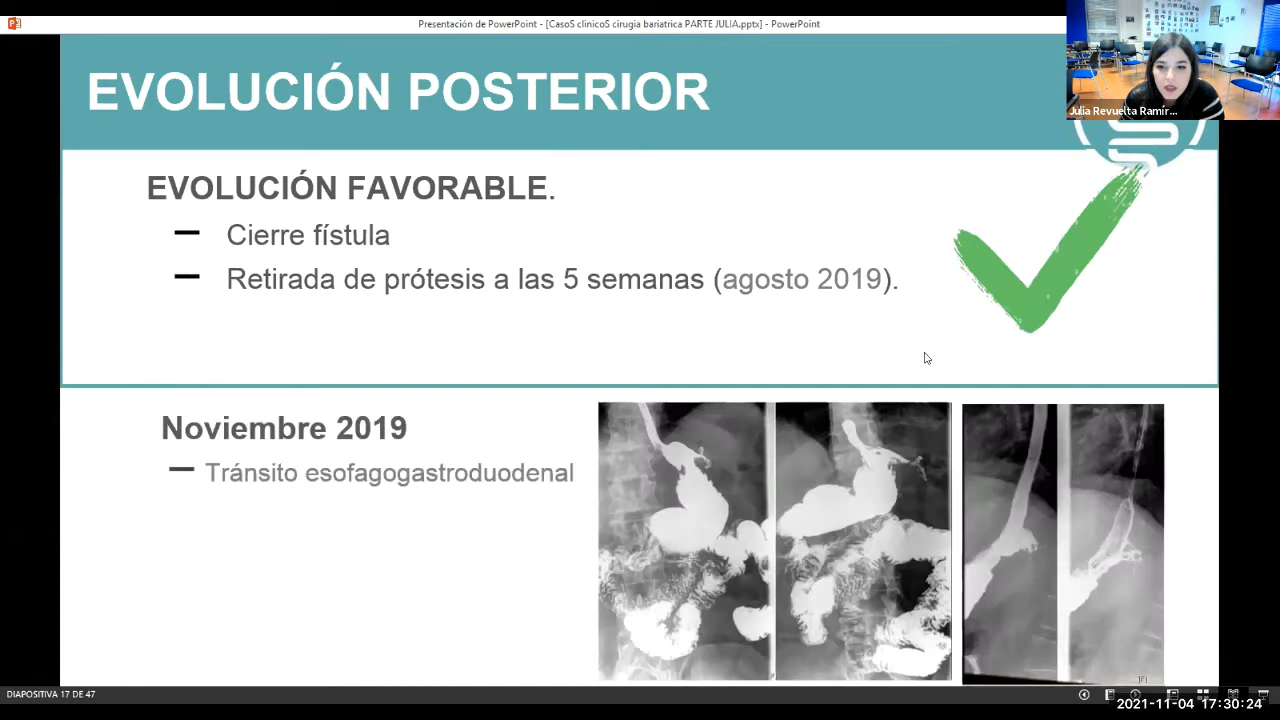 Presentación de PowerPoint - [CasoS clinicoS cirugia bariatrica PARTE JULIA.pptx] - PowerPoint
EVOLUCIÓN POSTERIOR
Julia Revuelta Ramír...
EVOLUCIÓN FAVORABLE.
— Cierre fístula
— Retirada de prótesis a las 5 semanas (agosto 2019).
Noviembre 2019
— Tránsito esofagogastroduodenal
DIAPOSITIVA 17 DE 47
2021-11-04 17:30:24